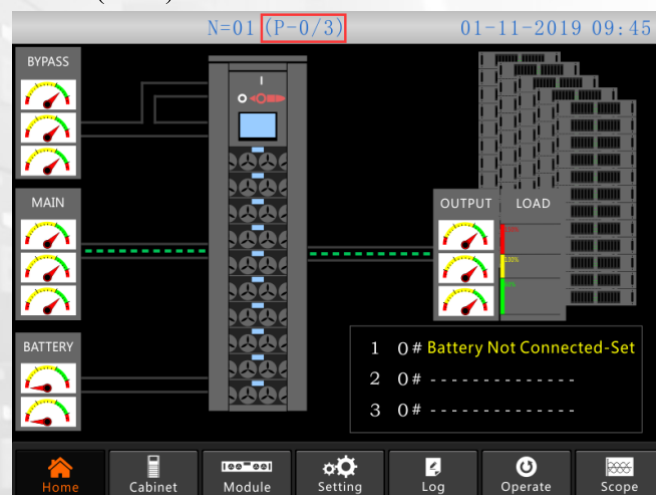 N=01 (P-0/3) 01-11-2019 09:45
BYPASS
MAIN
OUTPUT LOAD
BATTERY
1 0# Battery Not Connected-Set
2 0# --------------
3 0# --------------
Home Cabinet Module Setting Log Operate Scope